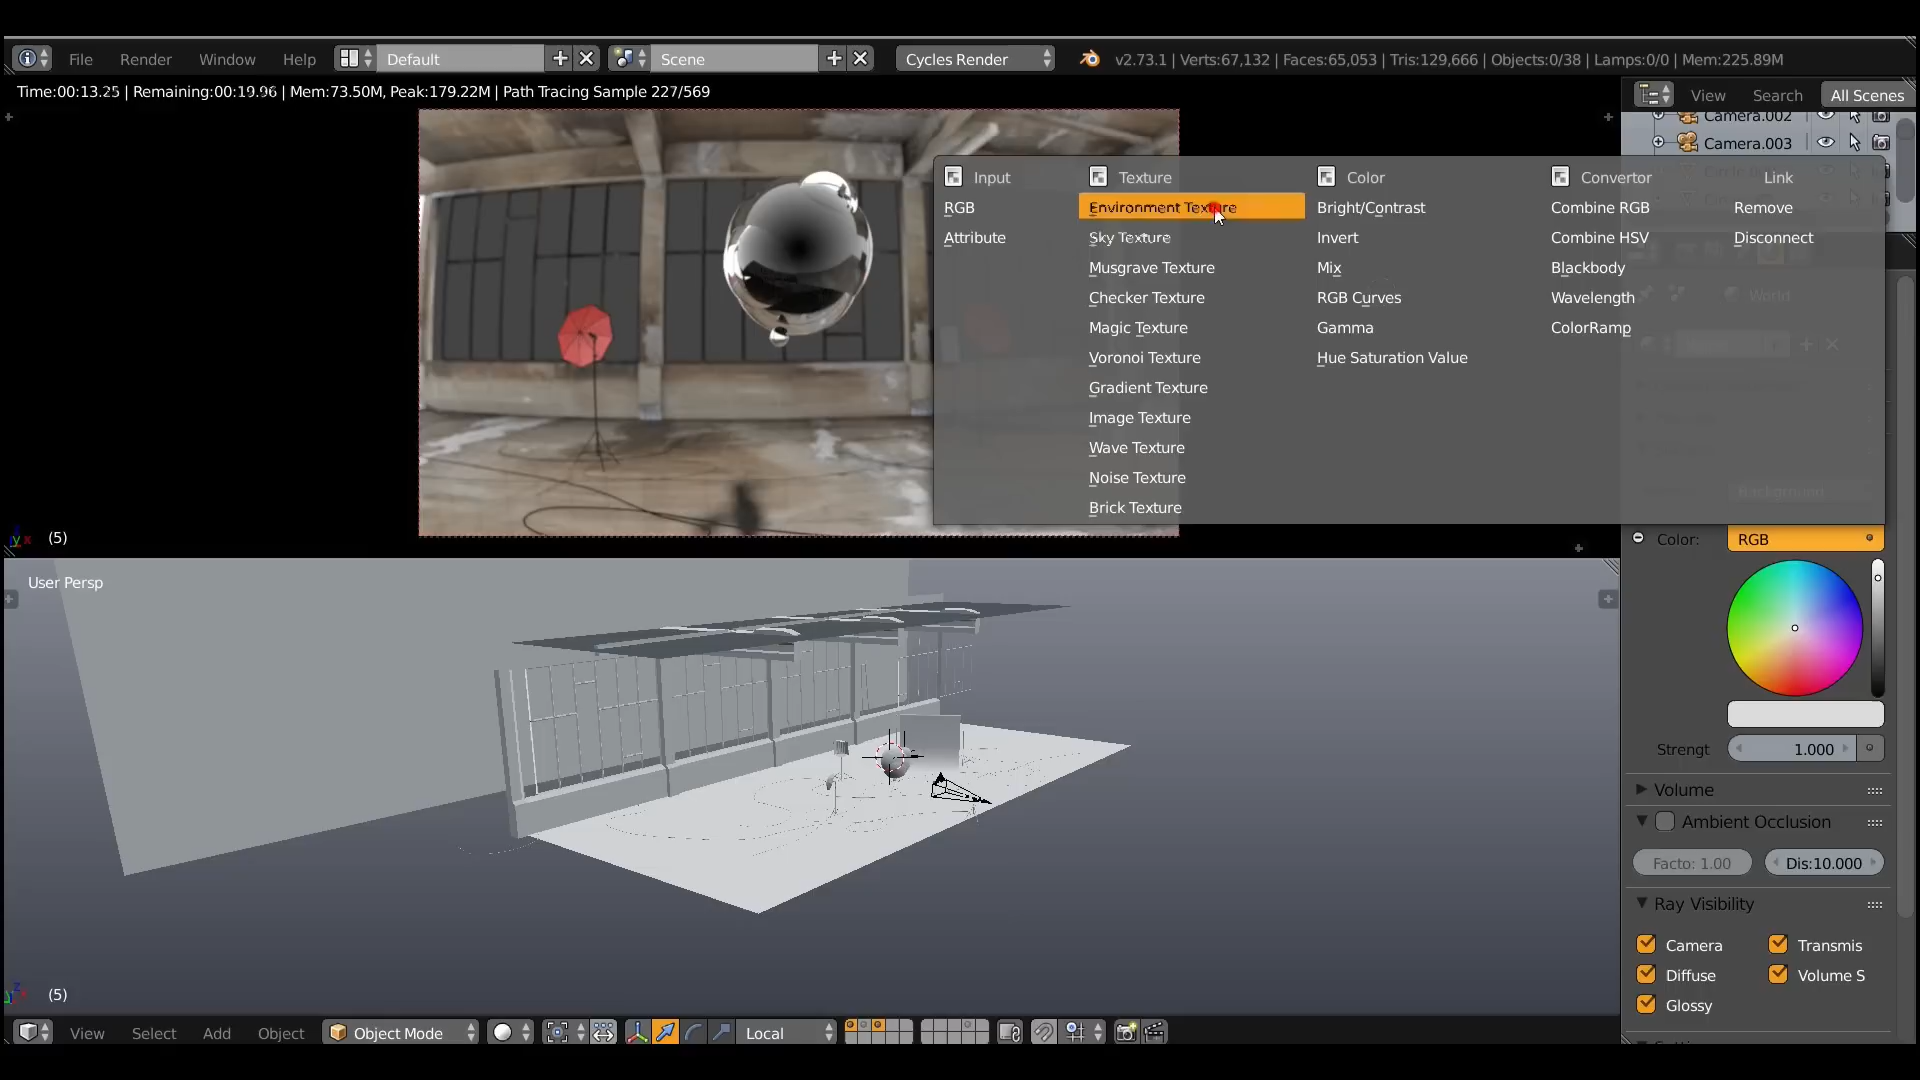 File Render Window Help Default Scene Cycles Render v2.73.1 | Verts:67,132 | Faces:65,053 | Tris:129,666 | Objects:0/38 | Lamps:0/0 | Mem:225.89M
Time:00:13.25 | Remaining:00:19.96 | Mem:73.50M, Peak:179.22M | Path Tracing Sample 227/569
View Search All Scenes
Camera.002
Camera.003
Input Texture Color Convertor Link
RGB Environment Texture Bright/Contrast Combine RGB Remove
Attribute Sky Texture Invert Combine HSV Disconnect
Musgrave Texture Mix Blackbody
Checker Texture RGB Curves Wavelength
World
Magic Texture Gamma ColorRamp
Voronoi Texture Hue Saturation Value
Gradient Texture
Image Texture
Wave Texture
Noise Texture
Background
Brick Texture
(5)
Color: RGB
User Persp
Strengt 1.000
Volume
Ambient Occlusion
Facto: 1.00 Dis:10.000
Ray Visibility
Camera Transmis
Diffuse Volume S
Glossy
(5)
View Select Add Object Object Mode Local